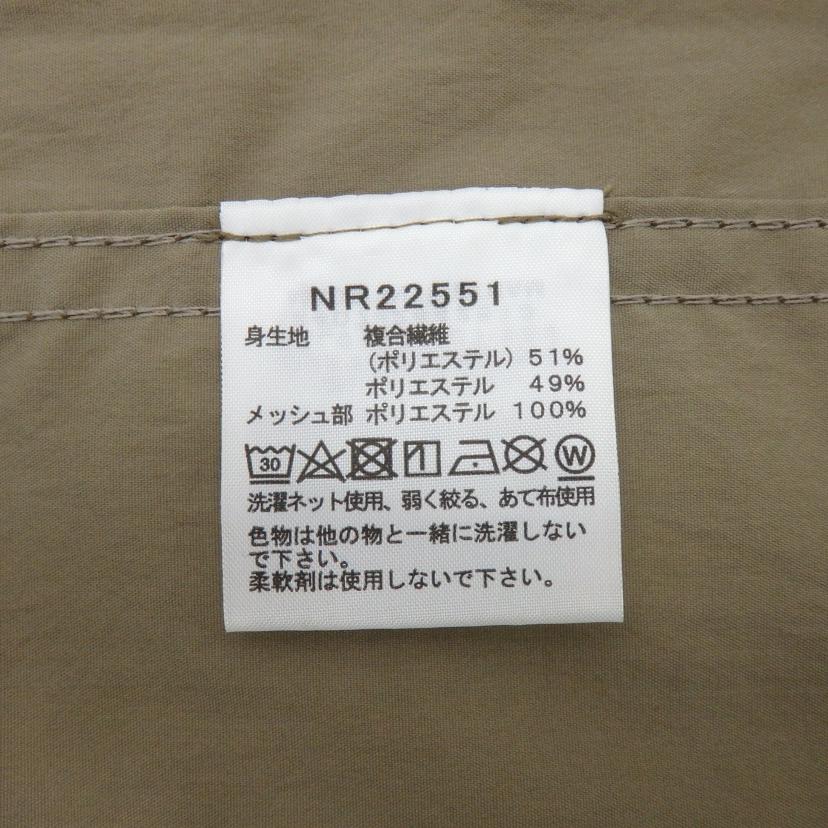 NR22551
身生地 複合繊維
(ポリエステル) 51%
ポリエステル 49%
メッシュ部 ポリエステル 100%
30 W
洗濯ネット使用、弱く絞る、あて布使用
色物は他の物と一緒に洗濯しない
で下さい。
柔軟剤は使用しないで下さい。